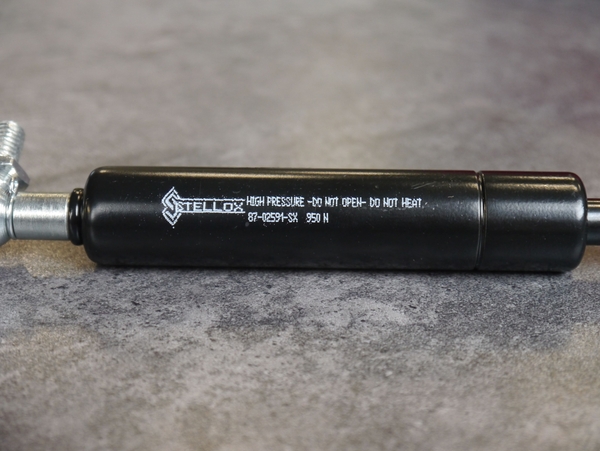 STELLOX HIGH PRESSURE -DO NOT OPEN- DO NOT HEAT.
87-02591-SX 950 N